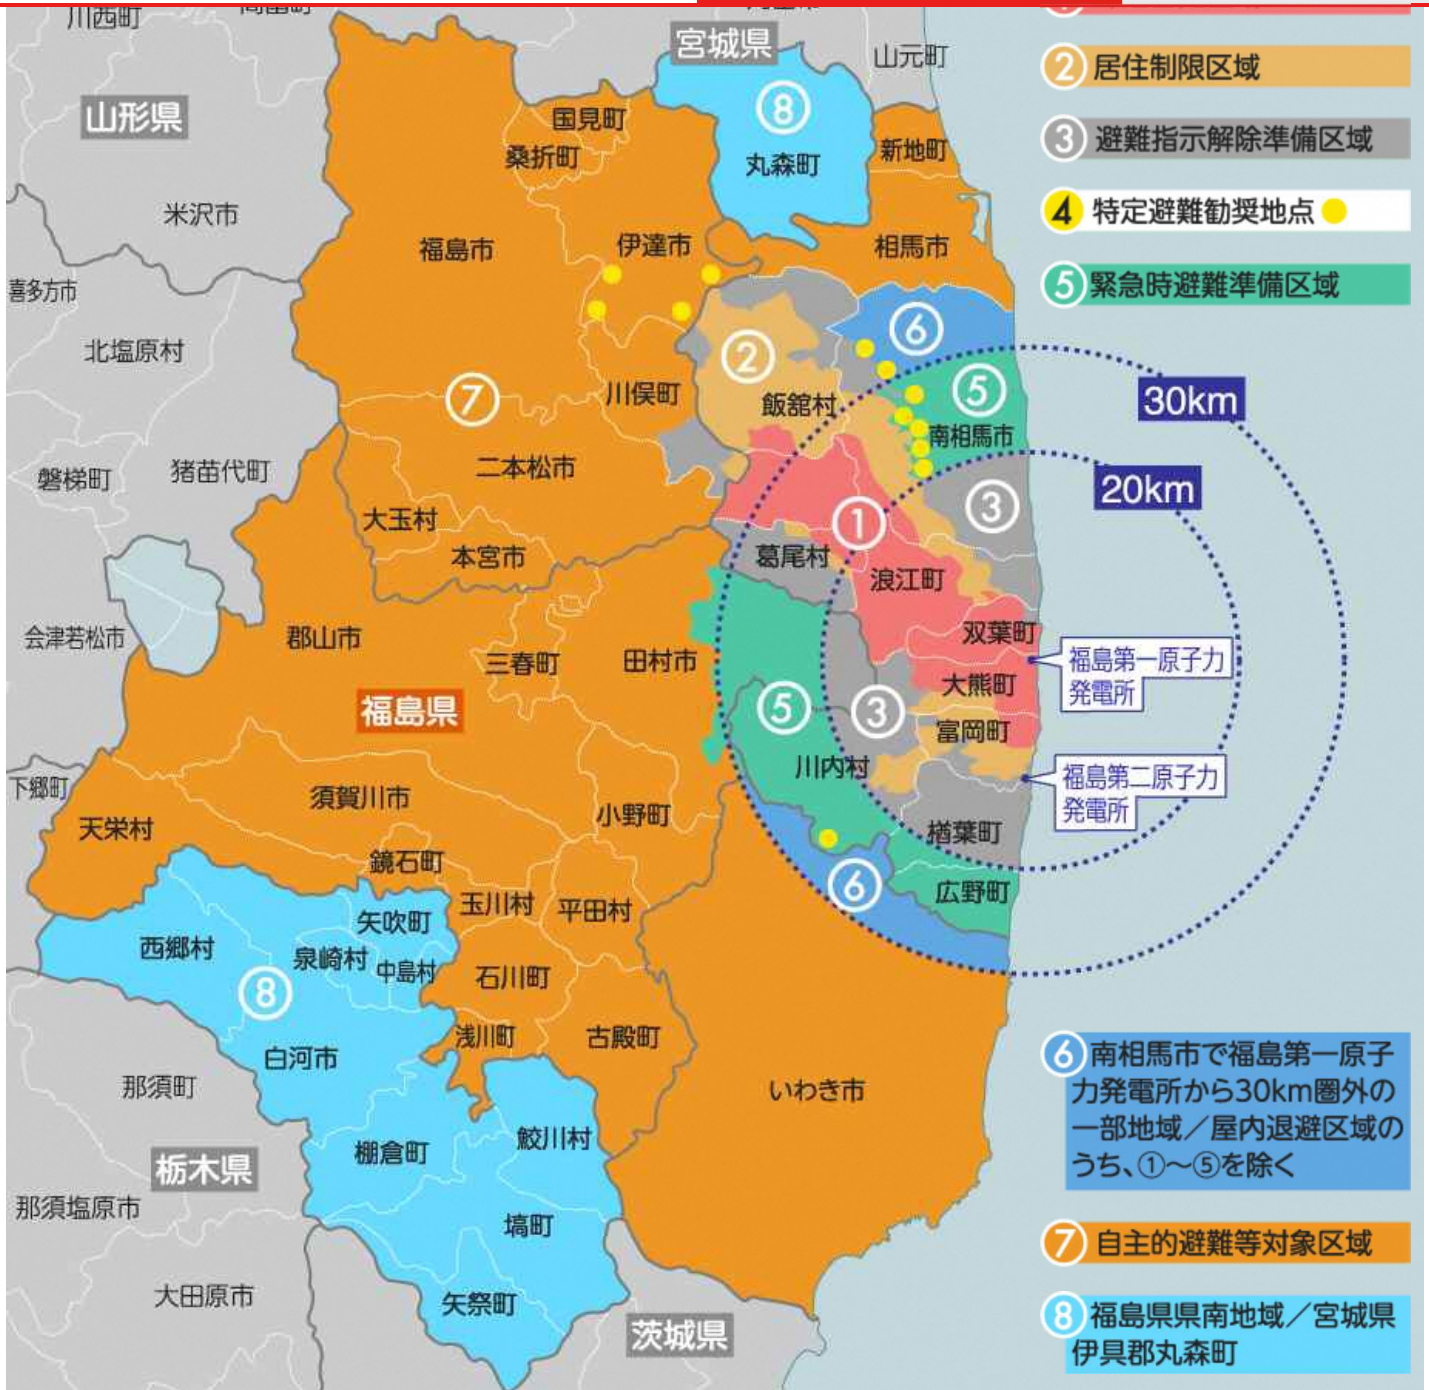 川西町
宮城県
山元町
山形県
② 居住制限区域
国見町
⑧
桑折町
丸森町
新地町
③ 避難指示解除準備区域
米沢市
福島市
伊達市
相馬市
④ 特定避難勧奨地点
喜多方市
⑤ 緊急時避難準備区域
北塩原村
②
⑥
川俣町
⑦
飯舘村
⑤
30km
南相馬市
磐梯町
猪苗代町
二本松市
20km
大玉村
①
③
本宮市
葛尾村
浪江町
会津若松市
郡山市
三春町
田村市
双葉町
福島第一原子力
発電所
福島県
⑤
③
大熊町
富岡町
川内村
福島第二原子力
発電所
下郷町
天栄村
須賀川市
小野町
楢葉町
鏡石町
⑥
広野町
矢吹町
玉川村
平田村
西郷村
泉崎村
中島村
石川町
⑧
浅川町
古殿町
白河市
⑥ 南相馬市で福島第一原子
力発電所から30km圏外の
一部地域／屋内退避区域の
うち、①～⑤を除く
那須町
いわき市
棚倉町
鮫川村
栃木県
那須塩原市
塙町
⑦ 自主的避難等対象区域
大田原市
矢祭町
茨城県
⑧ 福島県県南地域／宮城県
伊具郡丸森町